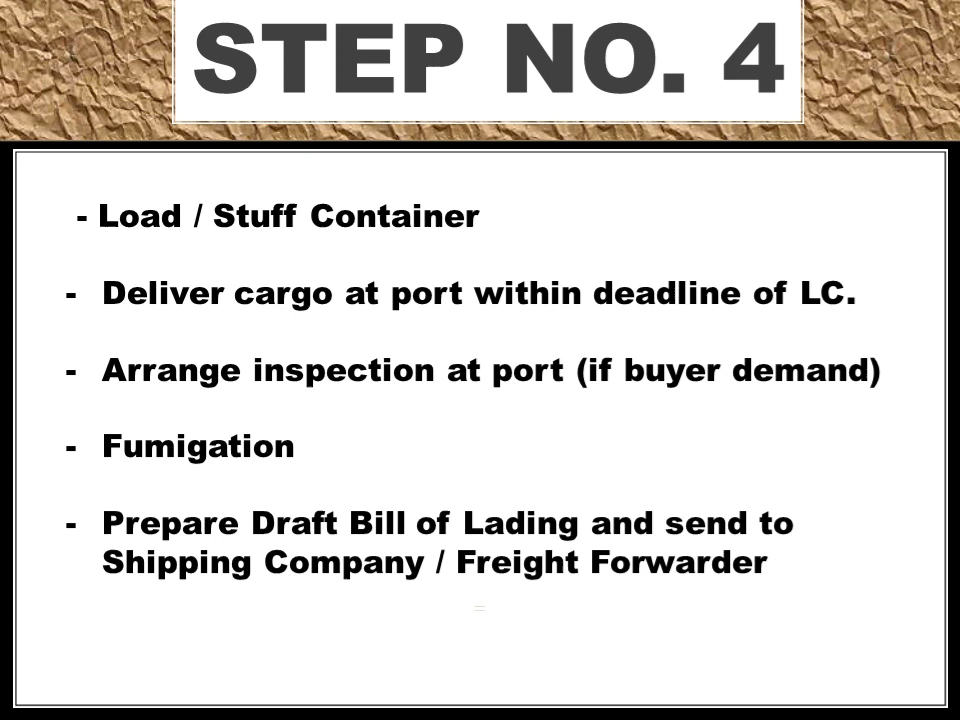 STEP NO. 4
- Load / Stuff Container
- Deliver cargo at port within deadline of LC.
- Arrange inspection at port (if buyer demand)
- Fumigation
- Prepare Draft Bill of Lading and send to
Shipping Company / Freight Forwarder